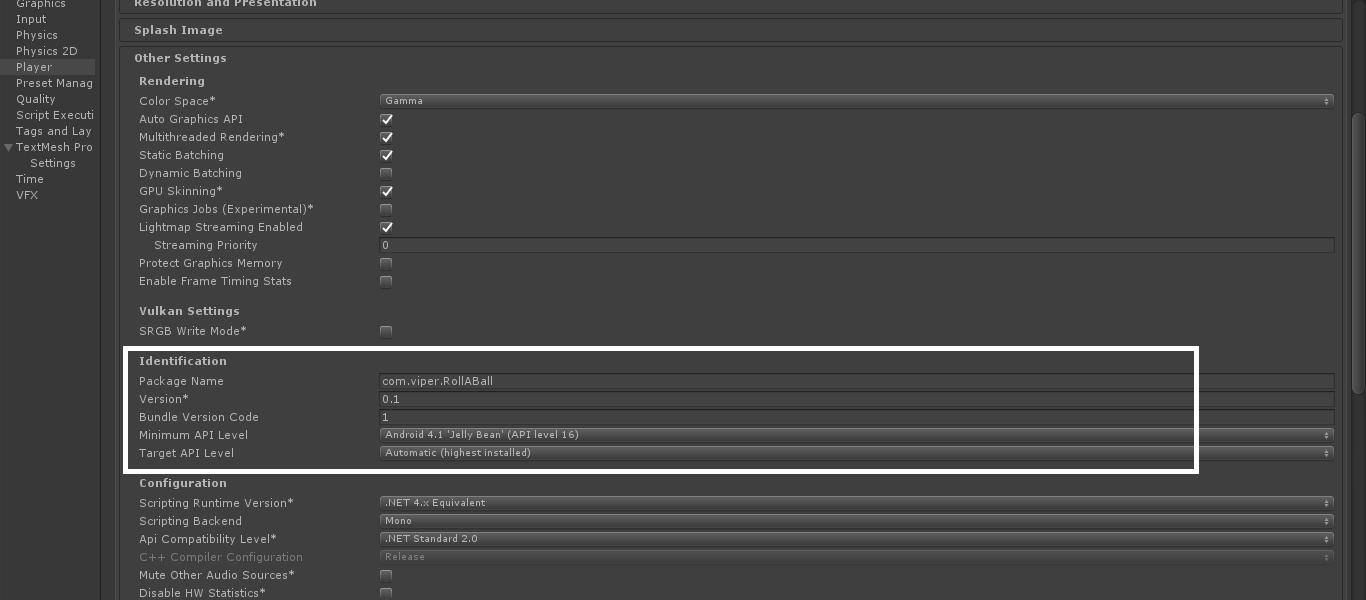 Graphics
Input
Physics
Physics 2D
Player
Preset Manag
Quality
Script Executi
Tags and Lay
TextMesh Pro
Settings
Time
VFX
Resolution and Presentation
Splash Image
Other Settings
Rendering
Color Space* Gamma
Auto Graphics API
Multithreaded Rendering*
Static Batching
Dynamic Batching
GPU Skinning*
Graphics Jobs (Experimental)*
Lightmap Streaming Enabled
Streaming Priority 0
Protect Graphics Memory
Enable Frame Timing Stats
Vulkan Settings
SRGB Write Mode*
Identification
Package Name com.viper.RollABall
Version* 0.1
Bundle Version Code 1
Minimum API Level Android 4.1 'Jelly Bean' (API level 16)
Target API Level Automatic (highest installed)
Configuration
Scripting Runtime Version* .NET 4.x Equivalent
Scripting Backend Mono
Api Compatibility Level* .NET Standard 2.0
C++ Compiler Configuration Release
Mute Other Audio Sources*
Disable HW Statistics*